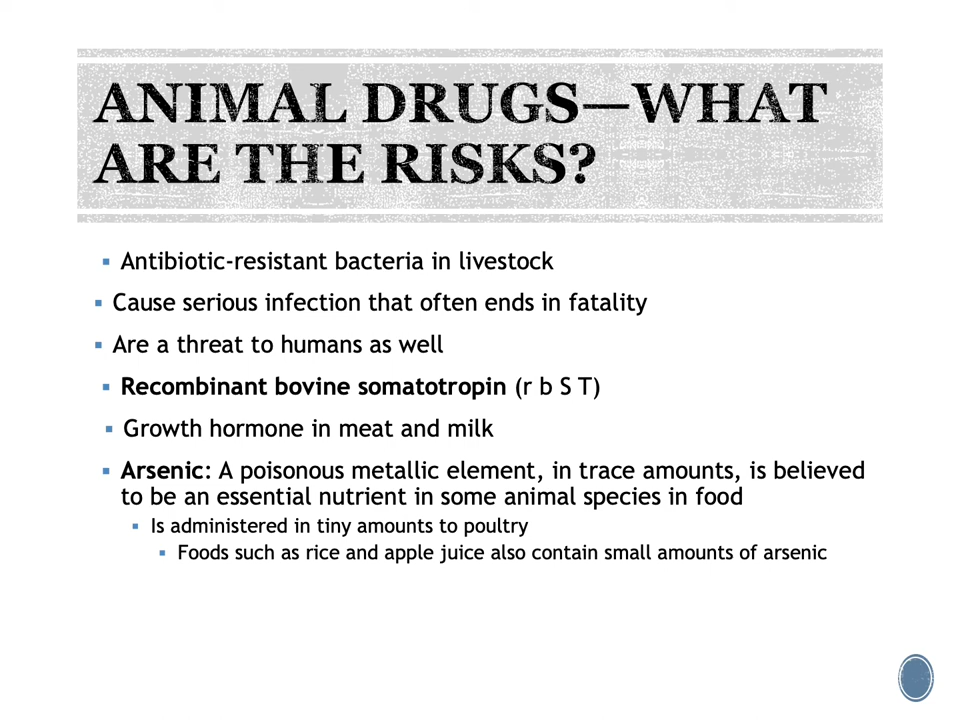 ANIMAL DRUGS—WHAT
ARE THE RISKS?
▪ Antibiotic-resistant bacteria in livestock
▪ Cause serious infection that often ends in fatality
▪ Are a threat to humans as well
▪ Recombinant bovine somatotropin (r b S T)
▪ Growth hormone in meat and milk
▪ Arsenic: A poisonous metallic element, in trace amounts, is believed
to be an essential nutrient in some animal species in food
▪ Is administered in tiny amounts to poultry
▪ Foods such as rice and apple juice also contain small amounts of arsenic